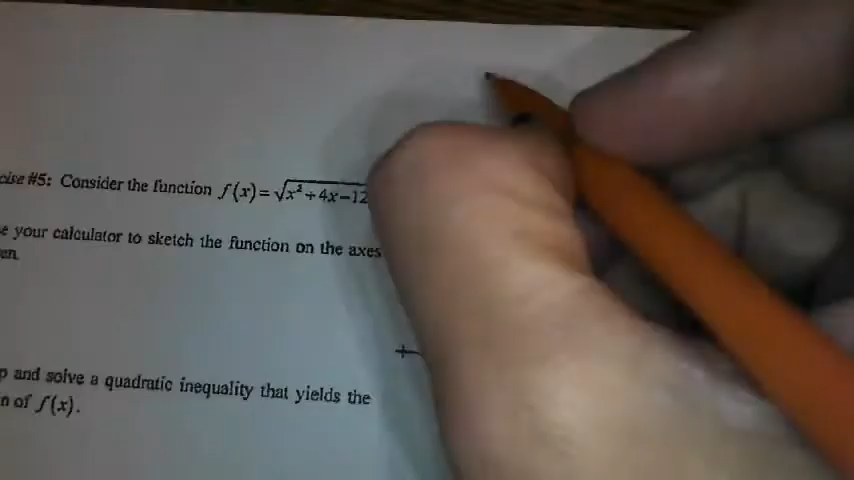 cise #5: Consider the function f(x)=√x²+4x-12
e your calculator to sketch the function on the axes
en.
p and solve a quadratic inequality that yields the
n of f(x).